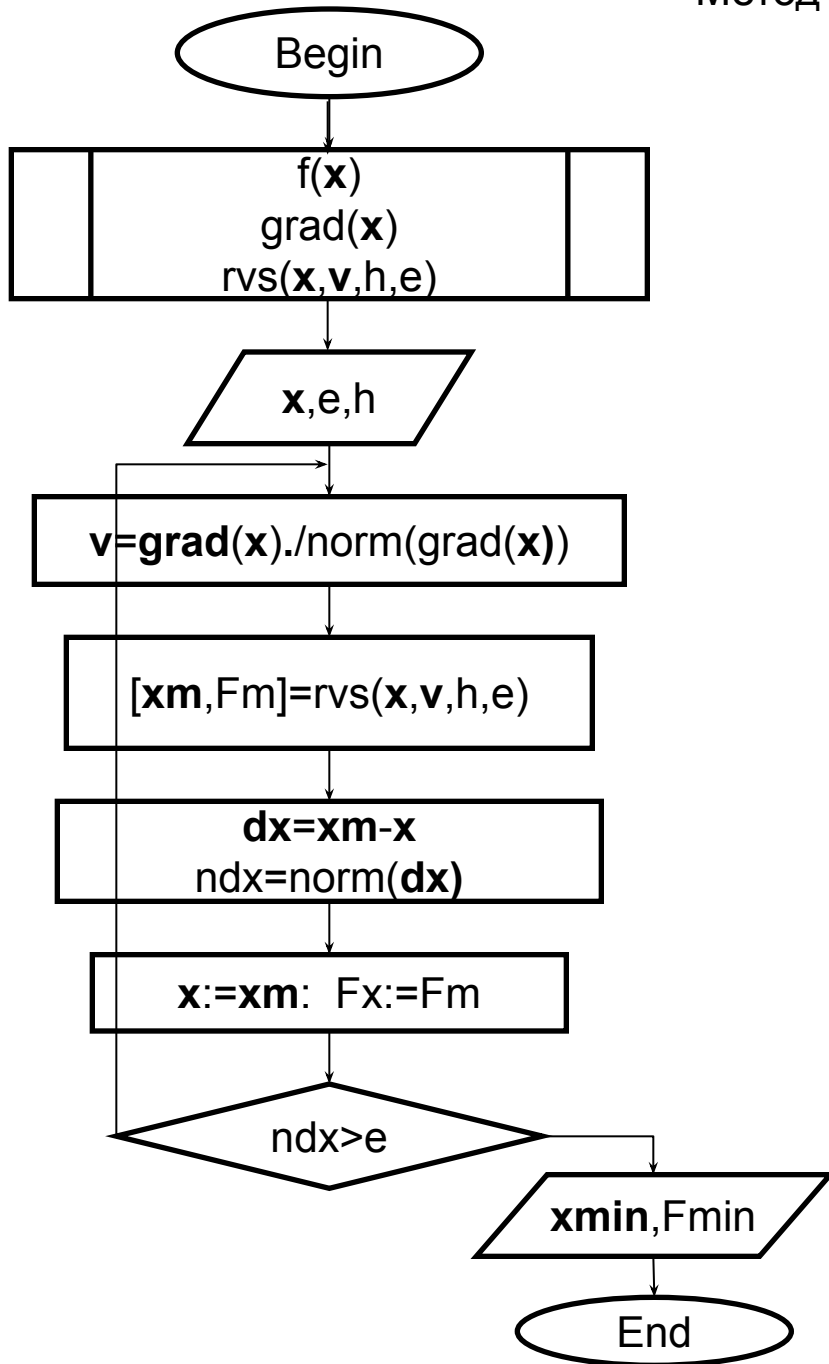 Метод
Begin
f(x)
grad(x)
rvs(x,v,h,e)
x,e,h
v=grad(x)./norm(grad(x))
[xm,Fm]=rvs(x,v,h,e)
dx=xm-x
ndx=norm(dx)
x:=xm: Fx:=Fm
ndx>e
xmin,Fmin
End